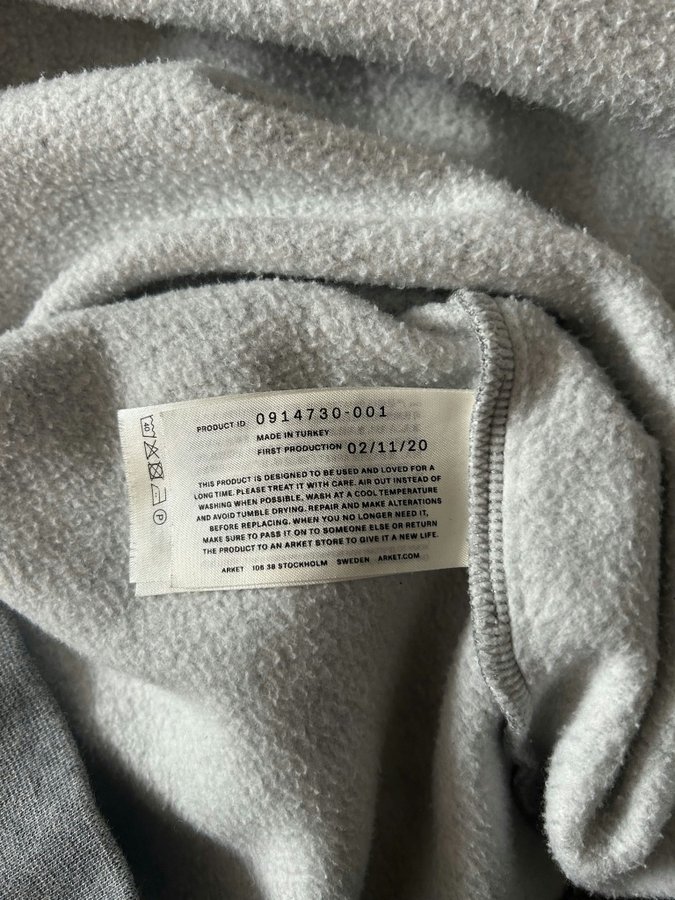 PRODUCT ID 0914730-001
MADE IN TURKEY
FIRST PRODUCTION 02/11/20
THIS PRODUCT IS DESIGNED TO BE USED AND LOVED FOR A
LONG TIME. PLEASE TREAT IT WITH CARE. AIR OUT INSTEAD OF
WASHING WHEN POSSIBLE, WASH AT A COOL TEMPERATURE
AND AVOID TUMBLE DRYING. REPAIR AND MAKE ALTERATIONS
BEFORE REPLACING. WHEN YOU NO LONGER NEED IT,
MAKE SURE TO PASS IT ON TO SOMEONE ELSE OR RETURN
THE PRODUCT TO AN ARKET STORE TO GIVE IT A NEW LIFE.
ARKET 106 38 STOCKHOLM SWEDEN ARKET.COM
40
P